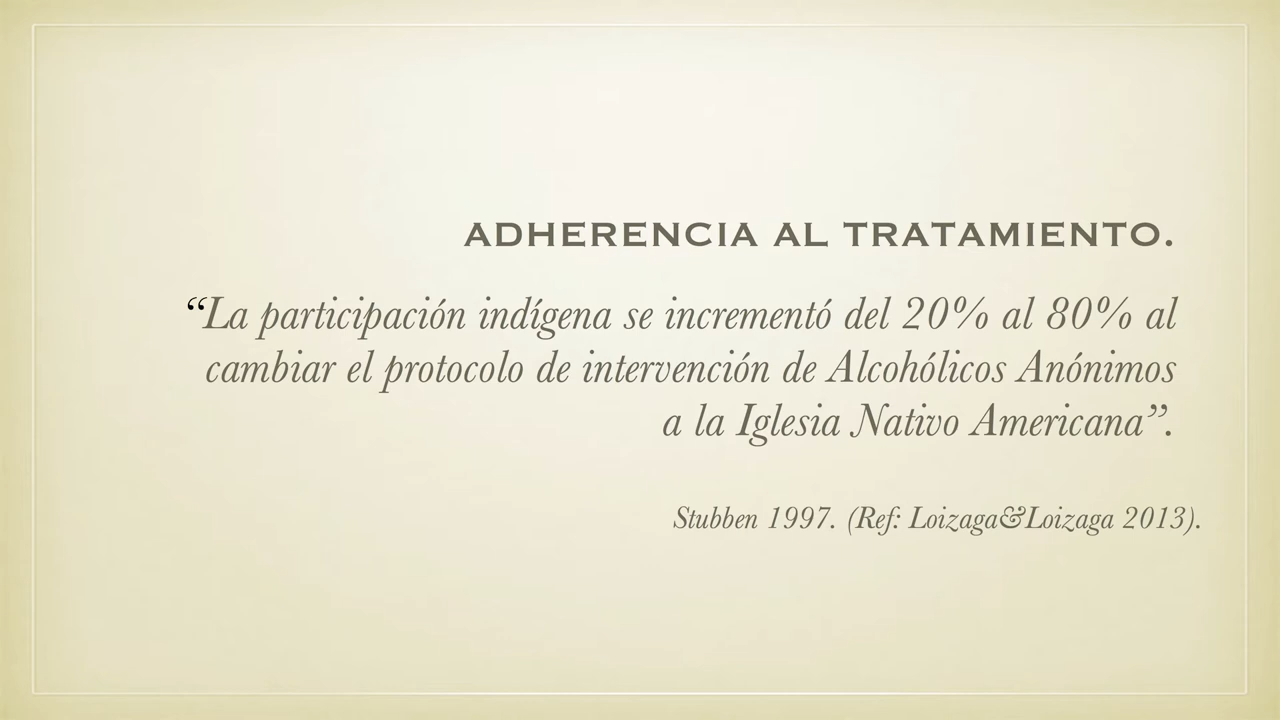 ADHERENCIA AL TRATAMIENTO.
“La participación indígena se incrementó del 20% al 80% al
cambiar el protocolo de intervención de Alcohólicos Anónimos
a la Iglesia Nativo Americana”.
Stubben 1997. (Ref: Loizaga&Loizaga 2013).